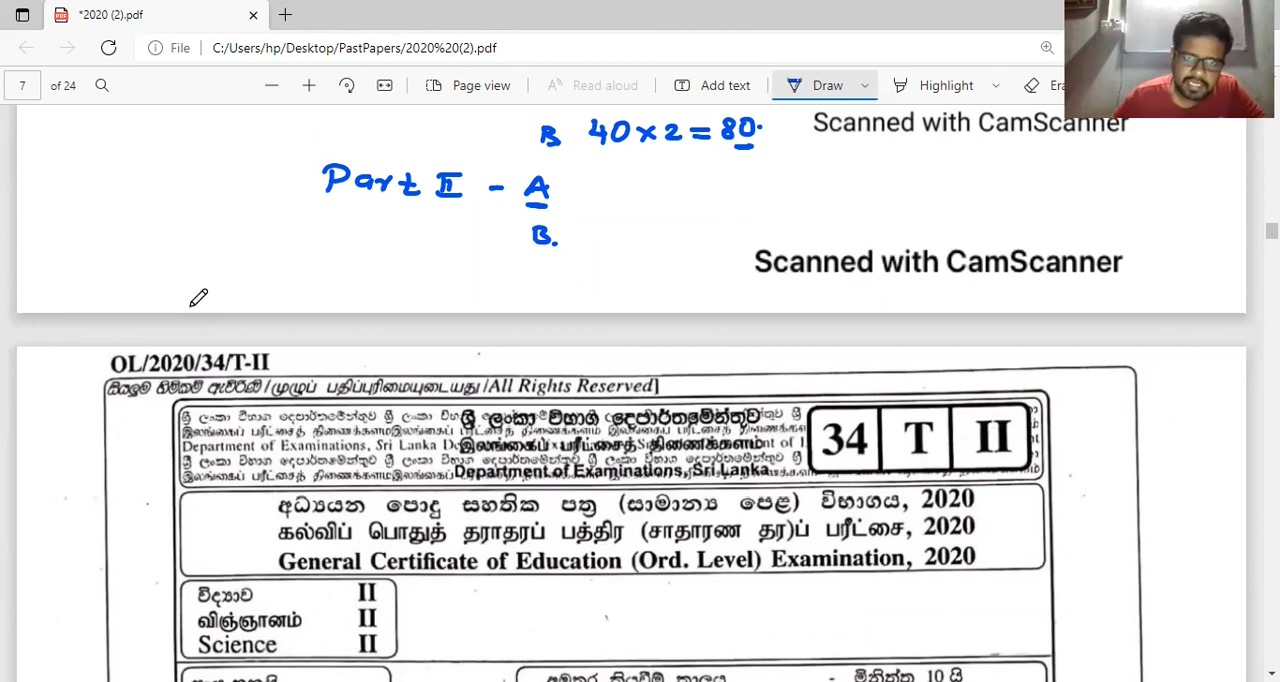 *2020 (2).pdf
File C:/Users/hp/Desktop/PastPapers/2020%20(2).pdf
7 of 24 Page view Read aloud Add text Draw Highlight
B 40 × 2 = 80.
Scanned with CamScanner
Part II - A
B.
Scanned with CamScanner
OL/2020/34/T-II
සියලුම හිමිකම් ඇවිරිණි / முழுப் பதிப்புரிமையுடையது / All Rights Reserved]
ශ්‍රී ලංකා විභාග දෙපාර්තමේන්තුව
இலங்கைப் பரீட்சைத் திணைக்களம்
Department of Examinations, Sri Lanka
34 T II
අධ්‍යයන පොදු සහතික පත්‍ර (සාමාන්‍ය පෙළ) විභාගය, 2020
கல்விப் பொதுத் தராதரப் பத்திர (சாதாரண தர)ப் பரீட்சை, 2020
General Certificate of Education (Ord. Level) Examination, 2020
විද්‍යාව II
விஞ்ஞானம் II
Science II
අමතර කියවීම් කාලය - මිනිත්තු 10 යි